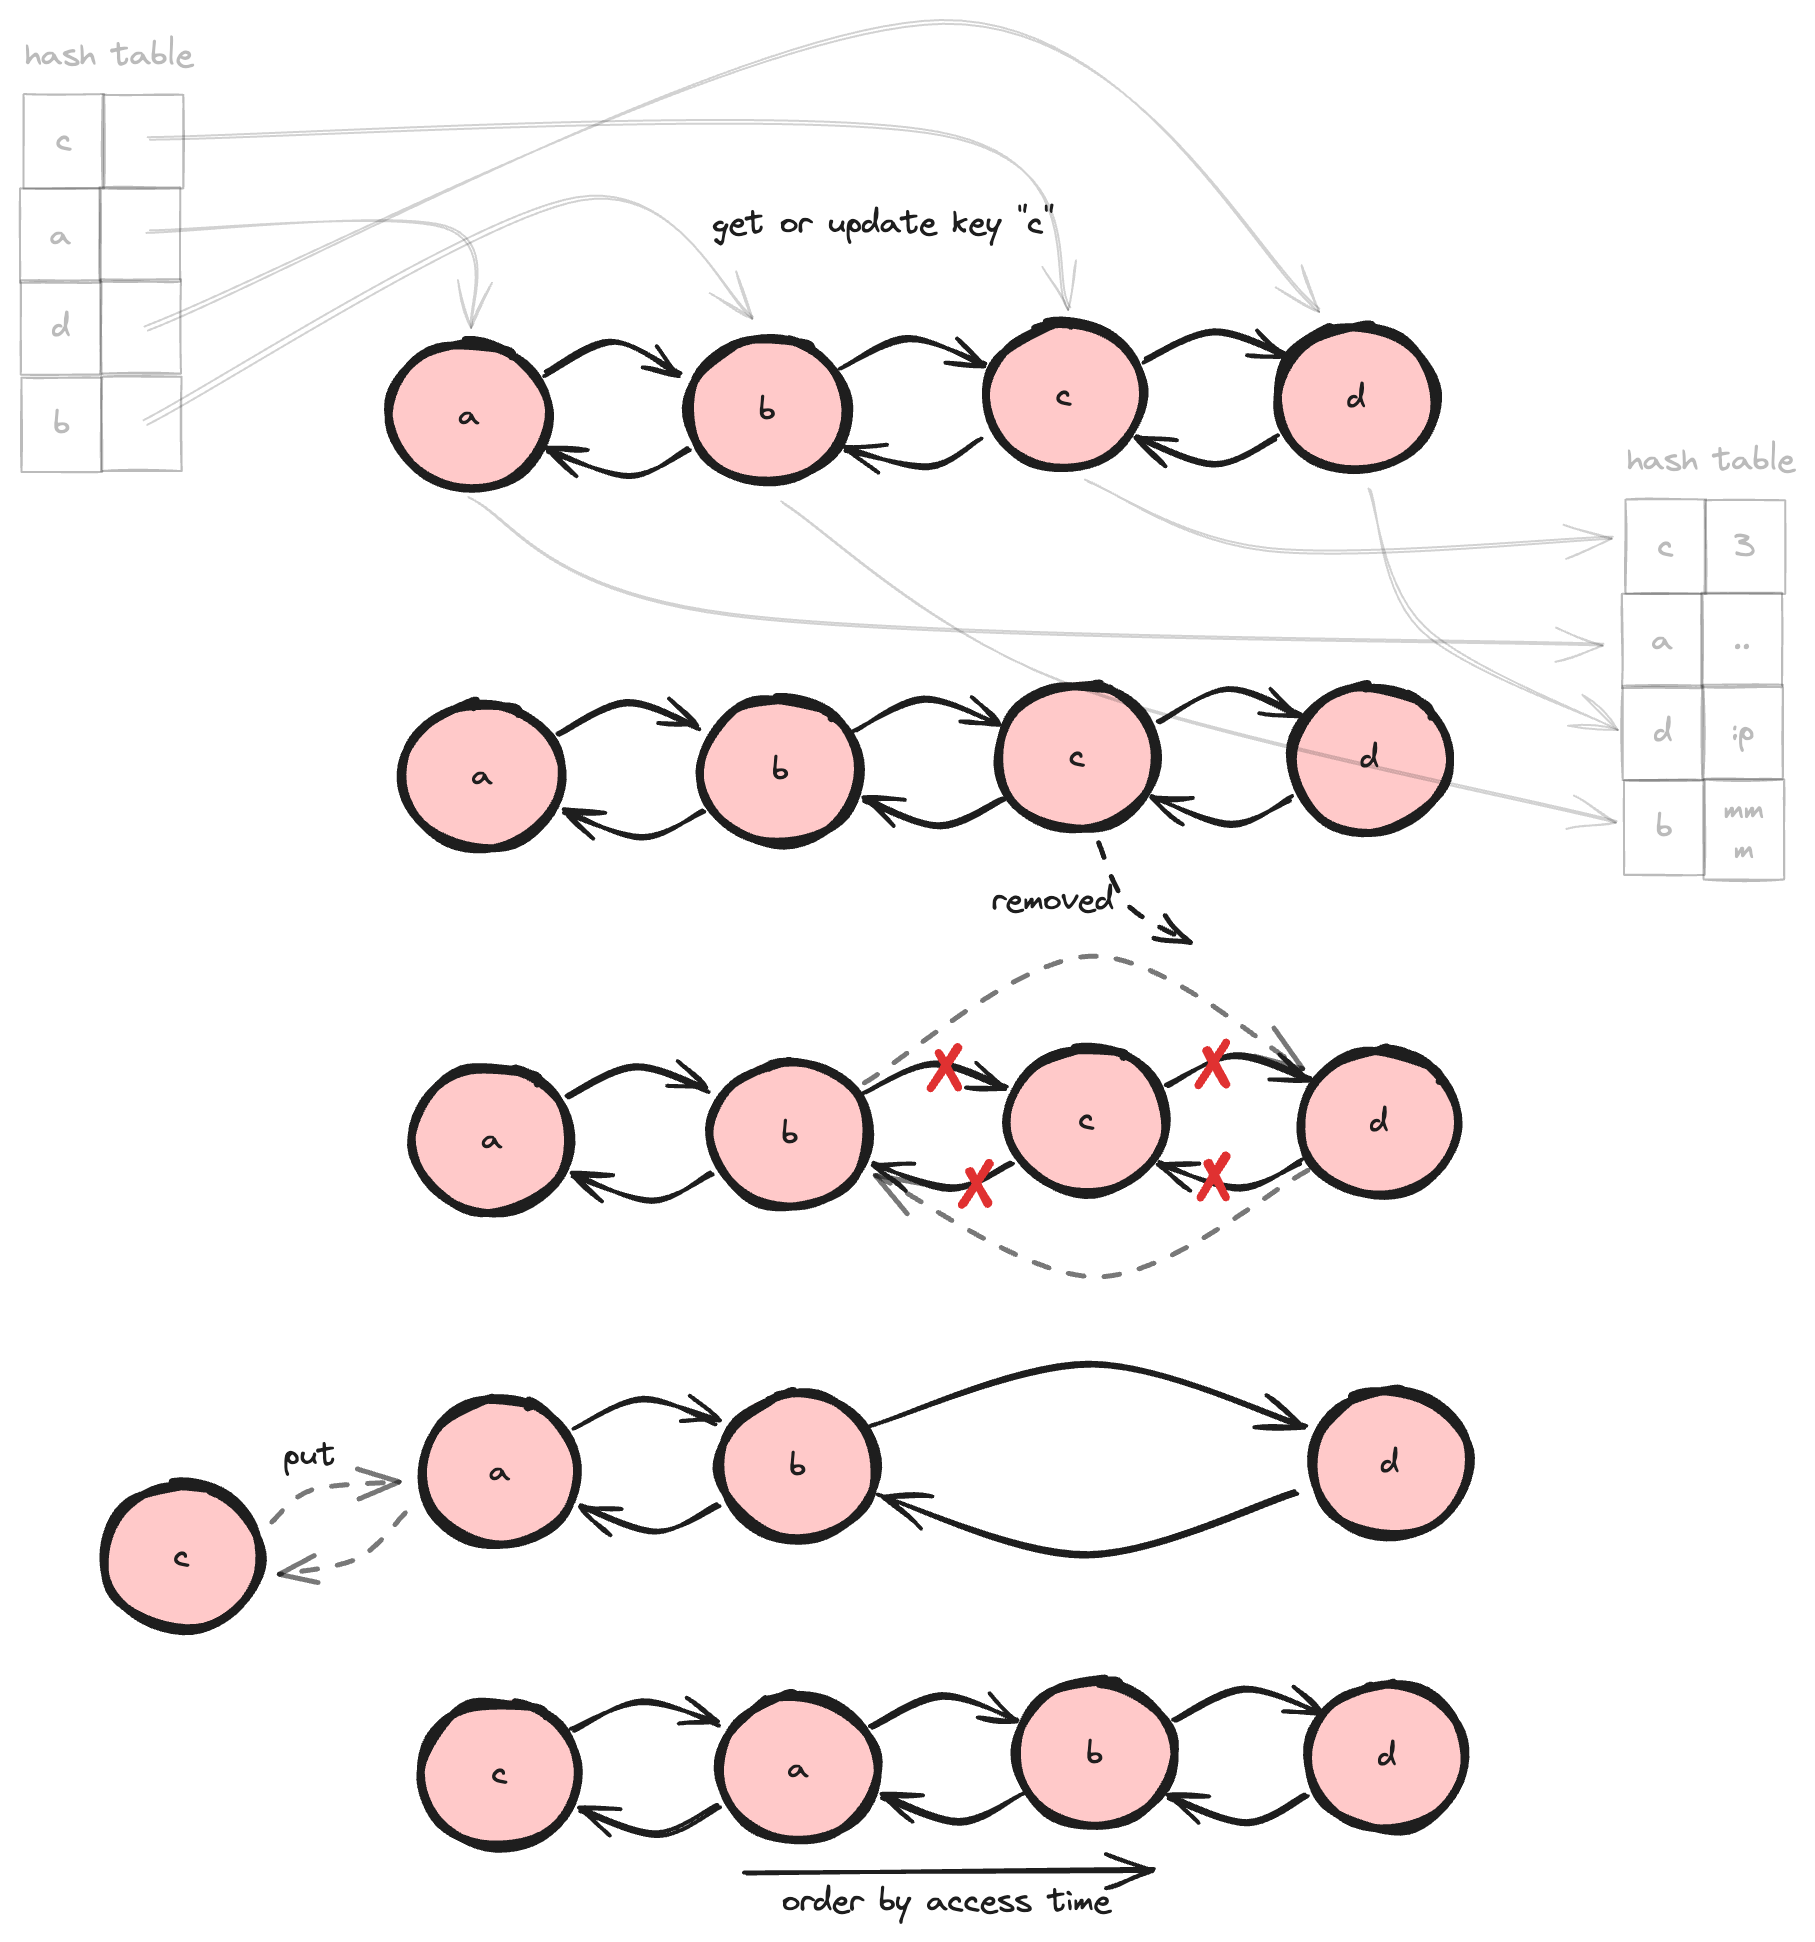 hash table
c
a
d
b
get or update key "c"
a b c d
hash table
c 3
a ..
d :p
b mm
m
a b c d
removed
a b c d
put
c a b d
c a b d
order by access time